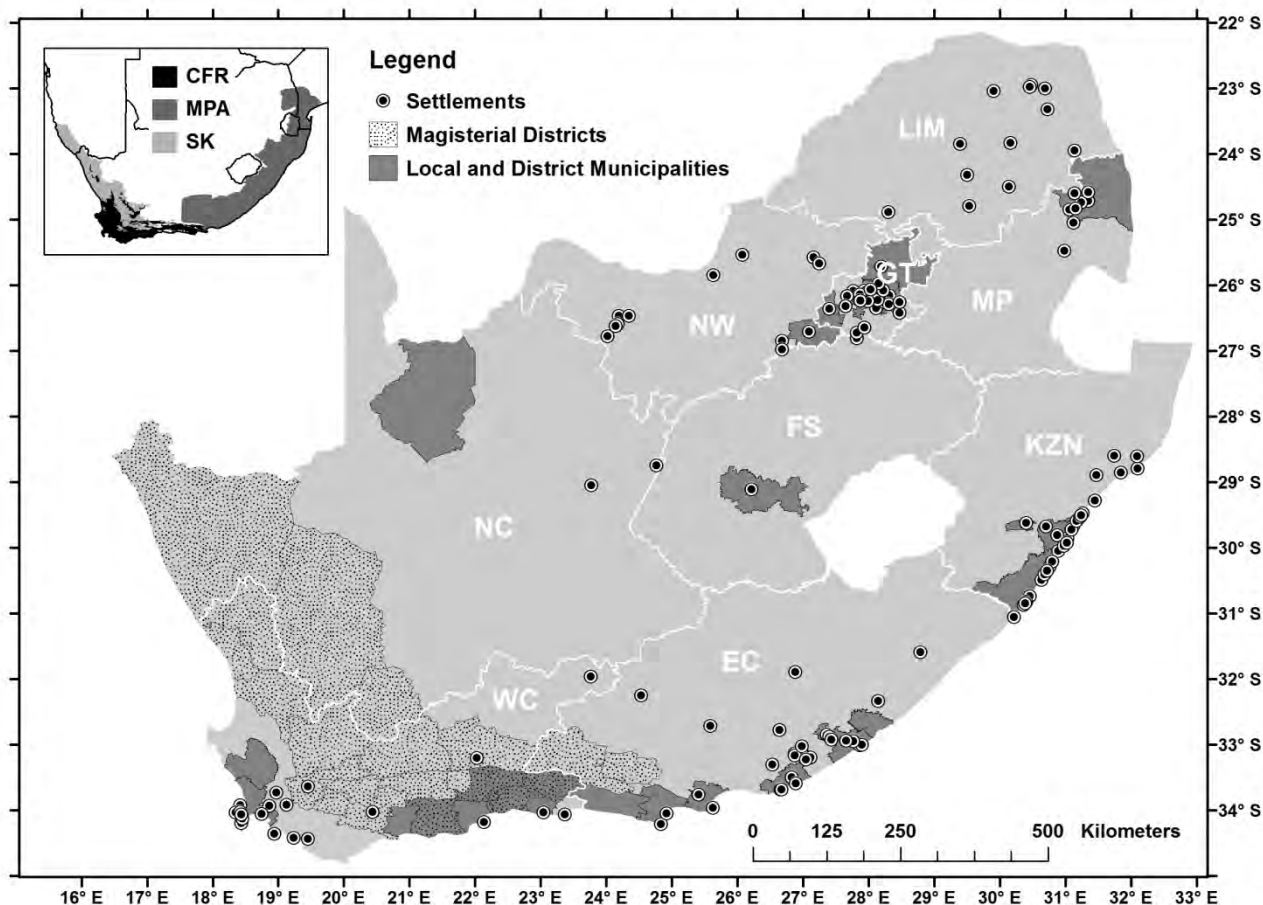 CFR
MPA
SK
Legend
Settlements
Magisterial Districts
Local and District Municipalities
LIM
GT
MP
NW
FS
KZN
NC
EC
WC
0 125 250 500 Kilometers
22° S
23° S
24° S
25° S
26° S
27° S
28° S
29° S
30° S
31° S
32° S
33° S
34° S
16° E 17° E 18° E 19° E 20° E 21° E 22° E 23° E 24° E 25° E 26° E 27° E 28° E 29° E 30° E 31° E 32° E 33° E